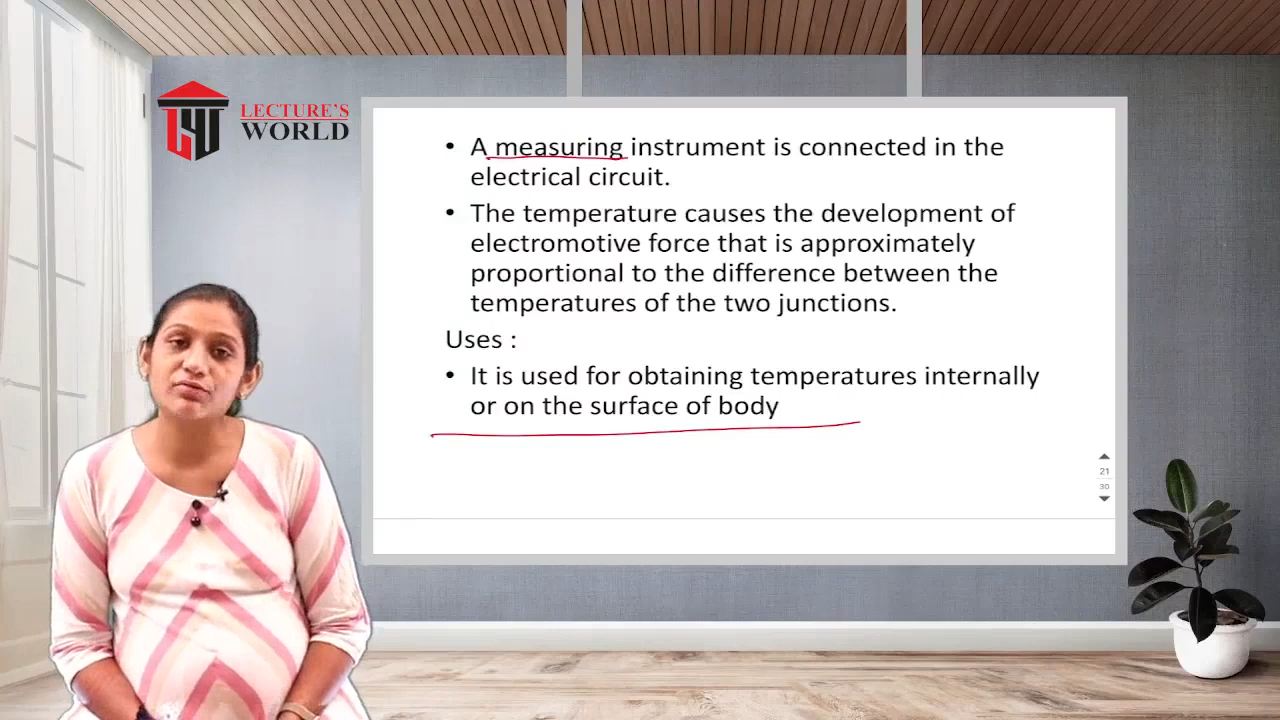 LECTURE'S
WORLD
• A measuring instrument is connected in the
electrical circuit.
• The temperature causes the development of
electromotive force that is approximately
proportional to the difference between the
temperatures of the two junctions.
Uses :
• It is used for obtaining temperatures internally
or on the surface of body
21
30